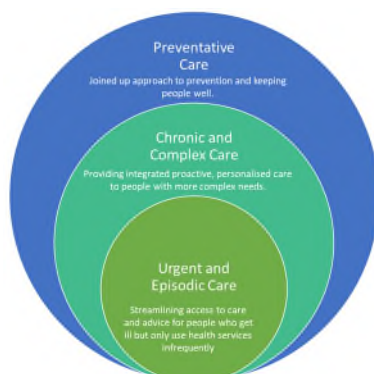 Preventative
Care
Joined up approach to prevention and keeping
people well.
Chronic and
Complex Care
Providing integrated proactive, personalised care
to people with more complex needs.
Urgent and
Episodic Care
Streamlining access to care
and advice for people who get
ill but only use health services
infrequently